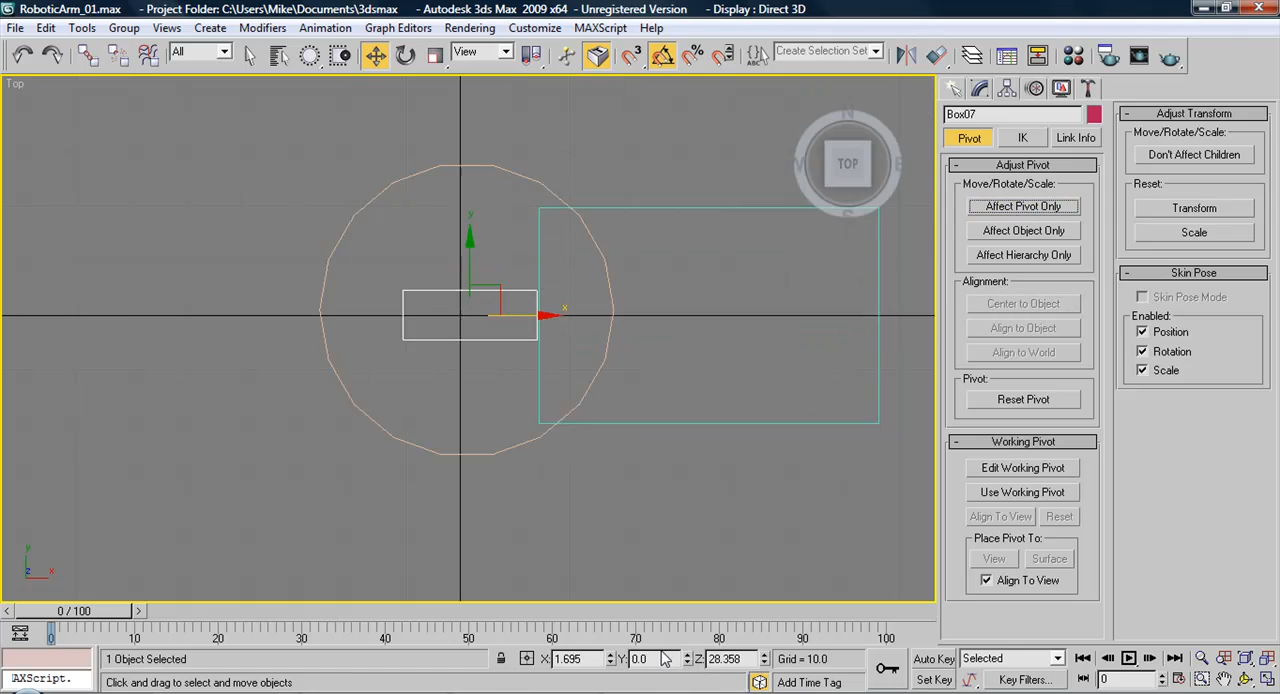 RoboticArm_01.max - Project Folder: C:\Users\Mike\Documents\3dsmax - Autodesk 3ds Max 2009 x64 - Unregistered Version - Display : Direct 3D
File Edit Tools Group Views Create Modifiers Animation Graph Editors Rendering Customize MAXScript Help
All View 3 Create Selection Set
Top
N
TOP
S
y
x
y
z x
Box07
Pivot IK Link Info
- Adjust Pivot
Move/Rotate/Scale:
Affect Pivot Only
Affect Object Only
Affect Hierarchy Only
Alignment:
Center to Object
Align to Object
Align to World
Pivot:
Reset Pivot
- Working Pivot
Edit Working Pivot
Use Working Pivot
Align To View Reset
Place Pivot To:
View Surface
Align To View
- Adjust Transform
Move/Rotate/Scale:
Don't Affect Children
Reset:
Transform
Scale
- Skin Pose
Skin Pose Mode
Enabled:
Position
Rotation
Scale
< 0 / 100 >
0 10 20 30 40 50 60 70 80 90 100
1 Object Selected X: 1.695 Y: 0.0 Z: 28.358 Grid = 10.0 Auto Key Selected
AXScript. Click and drag to select and move objects Add Time Tag Set Key Key Filters... 0